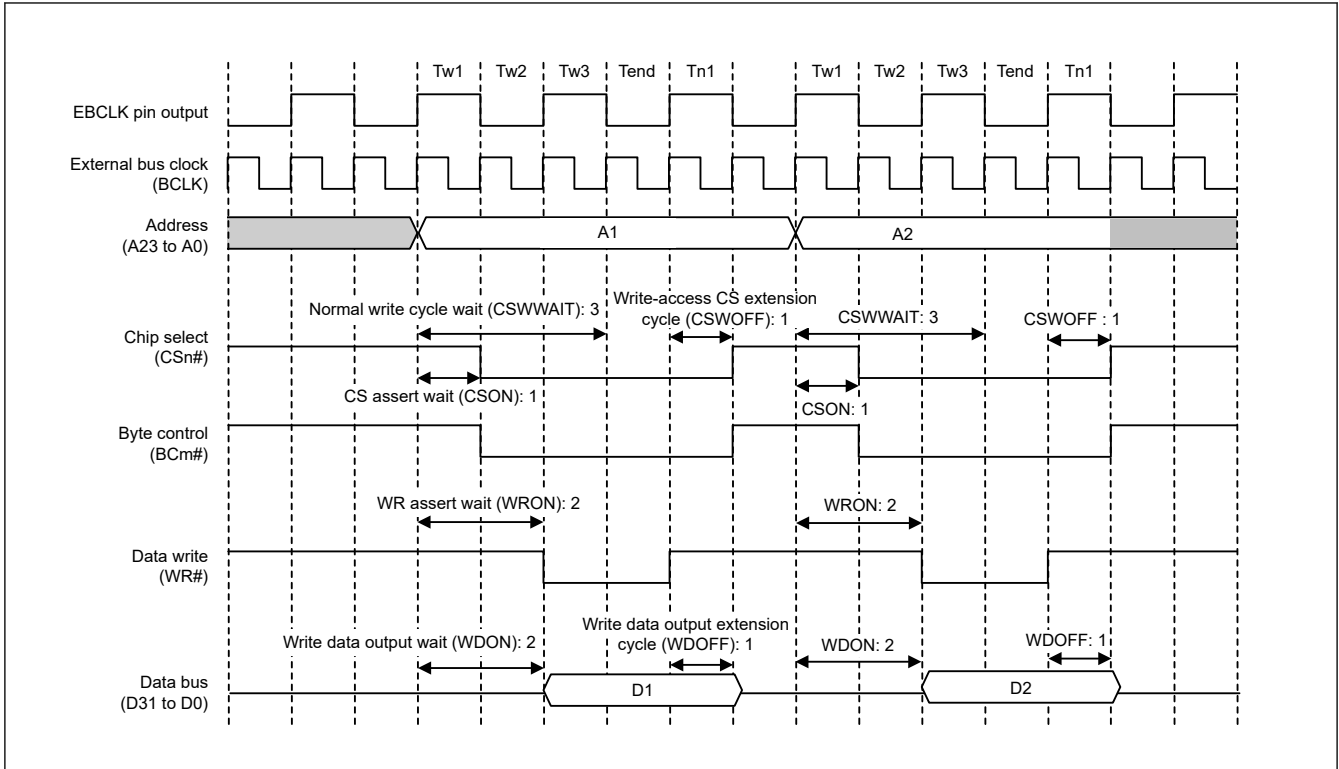 Tw1 Tw2 Tw3 Tend Tn1 Tw1 Tw2 Tw3 Tend Tn1
EBCLK pin output
External bus clock
(BCLK)
Address
(A23 to A0)
A1 A2
Normal write cycle wait (CSWWAIT): 3
Write-access CS extension
cycle (CSWOFF): 1
CSWWAIT: 3
CSWOFF : 1
Chip select
(CSn#)
CS assert wait (CSON): 1
CSON: 1
Byte control
(BCm#)
WR assert wait (WRON): 2
WRON: 2
Data write
(WR#)
Write data output wait (WDON): 2
Write data output extension
cycle (WDOFF): 1
WDON: 2
WDOFF: 1
Data bus
(D31 to D0)
D1 D2